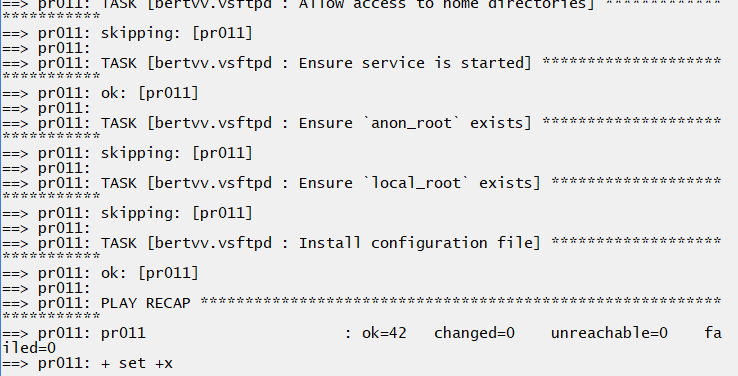 ==> pr011: TASK [bertvv.vsftpd : Allow access to home directories] *************
***********
==> pr011: skipping: [pr011]
==> pr011:
==> pr011: TASK [bertvv.vsftpd : Ensure service is started] ********************
***********
==> pr011: ok: [pr011]
==> pr011:
==> pr011: TASK [bertvv.vsftpd : Ensure `anon_root` exists] ********************
***********
==> pr011: skipping: [pr011]
==> pr011:
==> pr011: TASK [bertvv.vsftpd : Ensure `local_root` exists] *******************
***********
==> pr011: skipping: [pr011]
==> pr011:
==> pr011: TASK [bertvv.vsftpd : Install configuration file] *******************
***********
==> pr011: ok: [pr011]
==> pr011:
==> pr011: PLAY RECAP **********************************************************
***********
==> pr011: pr011                      : ok=42   changed=0    unreachable=0    fa
iled=0
==> pr011: + set +x